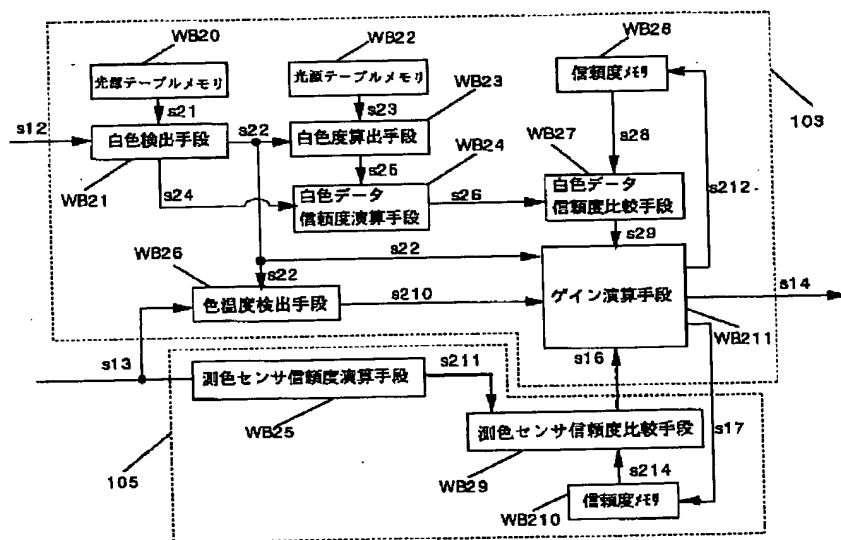 WB20
WB22
WB28
光源テーブルメモリ
光源テーブルメモリ
信頼度メモリ
s21
s23
WB23
103
s12
白色検出手段
s22
白色度算出手段
s28
WB27
WB24
s25
WB21
s24
白色データ
信頼度演算手段
s26
白色データ
信頼度比較手段
s212
s29
s22
WB26
s22
色温度検出手段
s210
ゲイン演算手段
s14
WB211
s13
s211
s16
測色センサ信頼度演算手段
WB25
測色センサ信頼度比較手段
s17
105
WB29
s214
WB210
信頼度メモリ